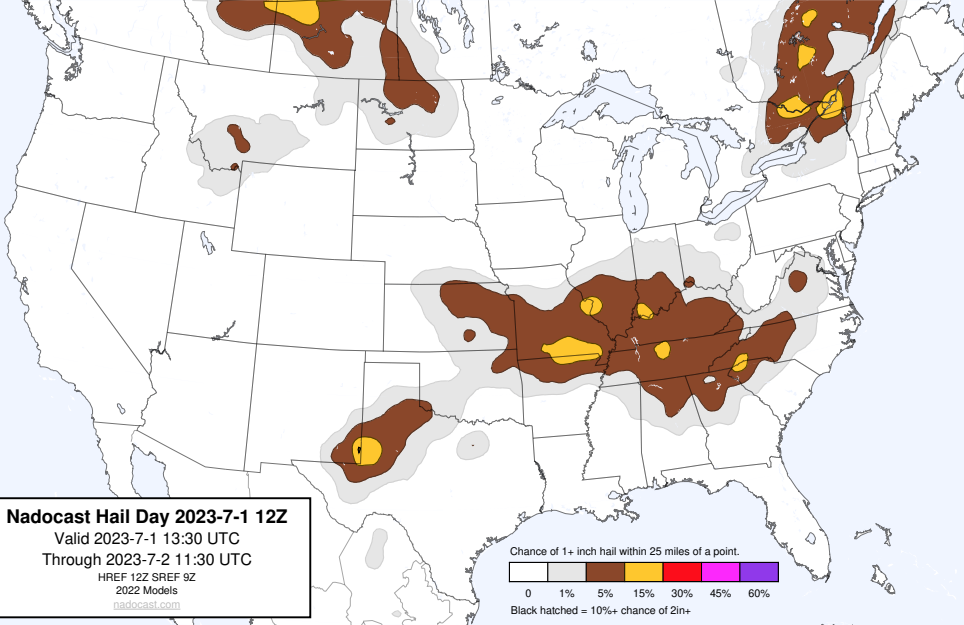 Nadocast Hail Day 2023-7-1 12Z
Valid 2023-7-1 13:30 UTC
Through 2023-7-2 11:30 UTC
HREF 12Z SREF 9Z
2022 Models
nadocast.com
Chance of 1+ inch hail within 25 miles of a point.
0 1% 5% 15% 30% 45% 60%
Black hatched = 10%+ chance of 2in+